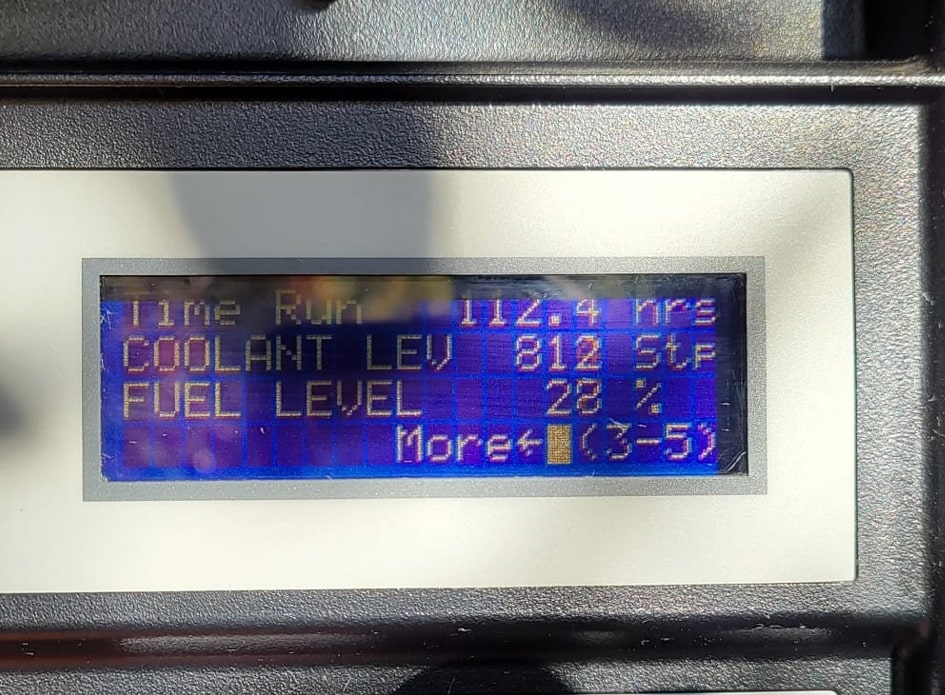 Time Run 112.4 hrs
COOLANT LEV 812 Stp
FUEL LEVEL 28 %
More←█(3-5)